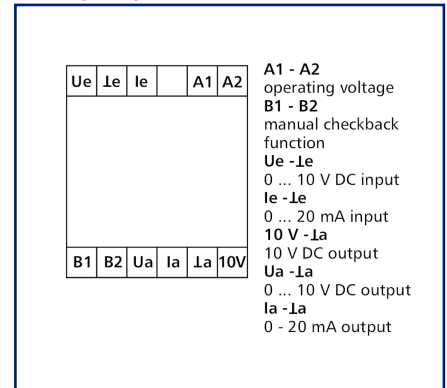 Ue ⊥e Ie A1 A2
B1 B2 Ua Ia ⊥a 10V
A1 - A2
operating voltage
B1 - B2
manual checkback
function
Ue -⊥e
0 ... 10 V DC input
Ie -⊥e
0 ... 20 mA input
10 V -⊥a
10 V DC output
Ua -⊥a
0 ... 10 V DC output
Ia -⊥a
0 - 20 mA output